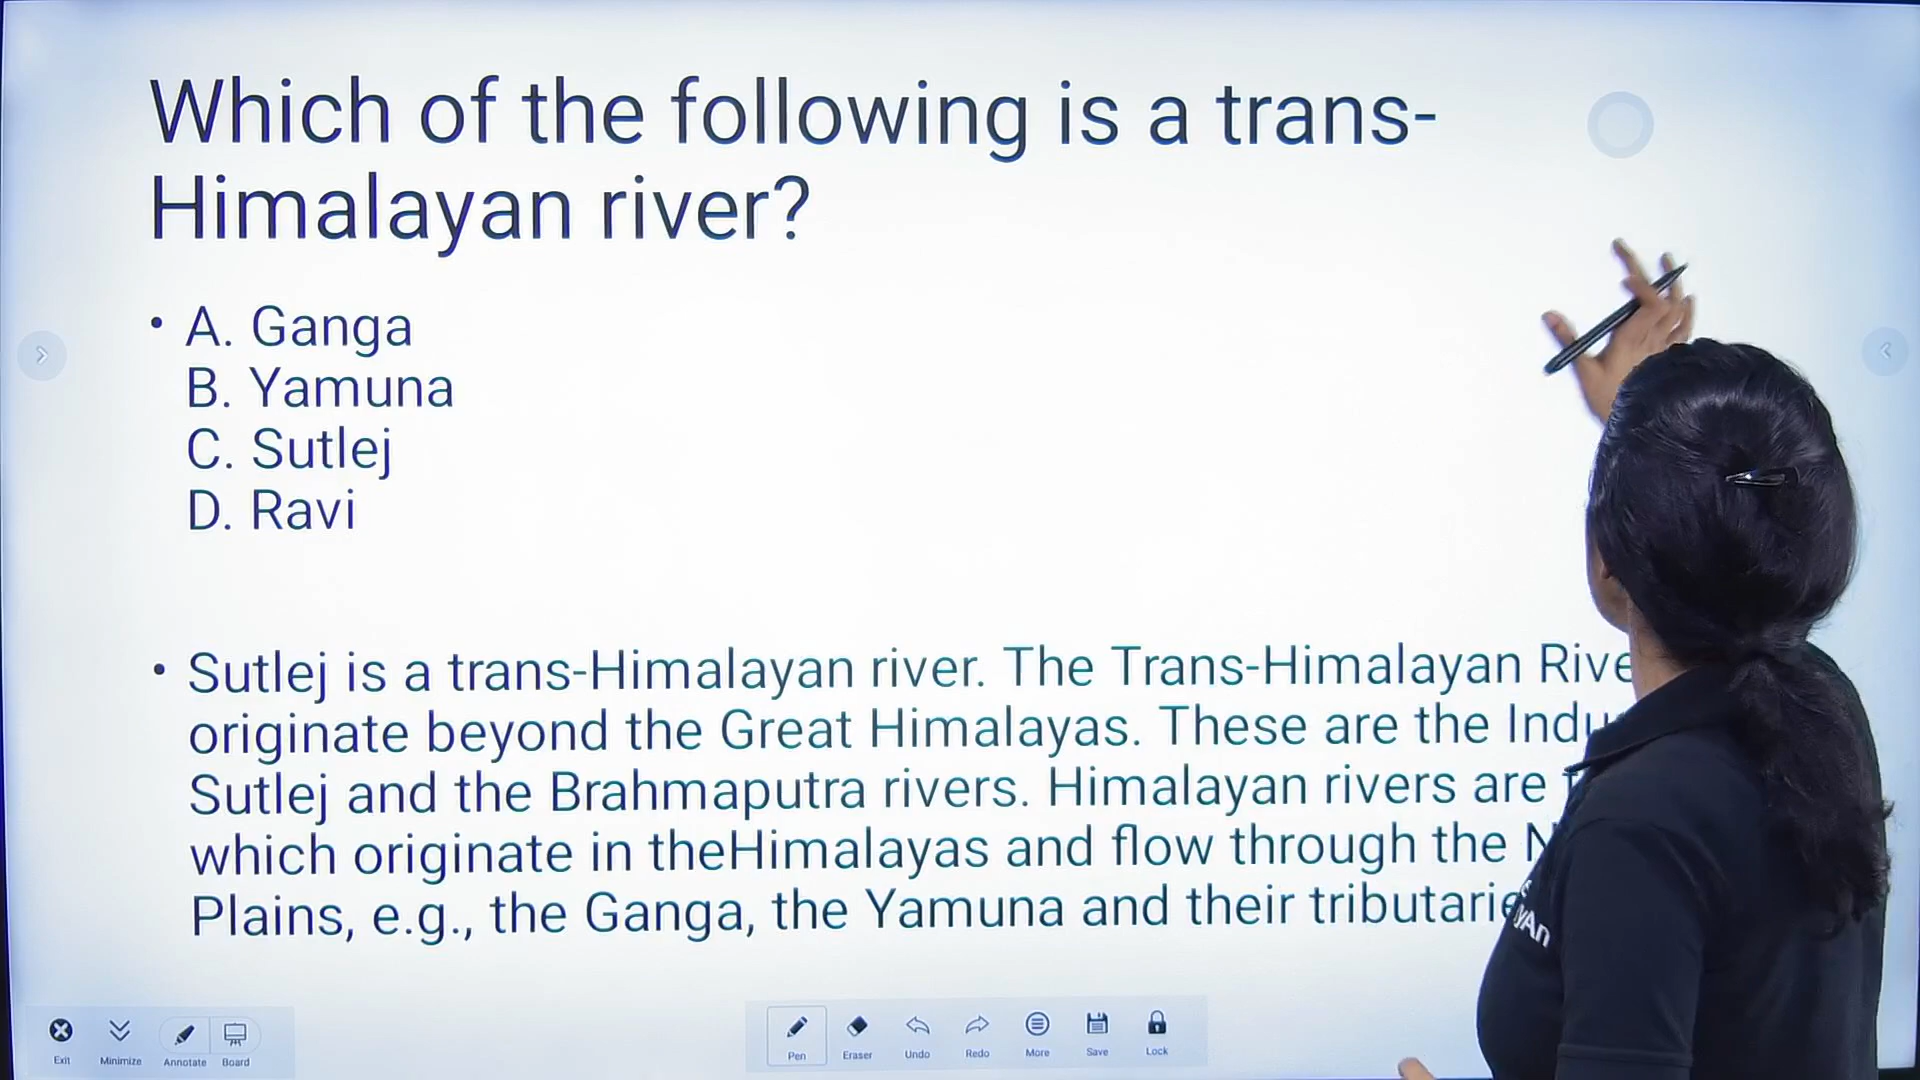 Which of the following is a trans-
Himalayan river?
• A. Ganga
B. Yamuna
C. Sutlej
D. Ravi
• Sutlej is a trans-Himalayan river. The Trans-Himalayan
originate beyond the Great Himalayas. These are the
Sutlej and the Brahmaputra rivers. Himalayan rivers are
which originate in theHimalayas and flow through the
Plains, e.g., the Ganga, the Yamuna and their
Exit Minimize Annotate Board
Pen Eraser Undo Redo More Save Lock